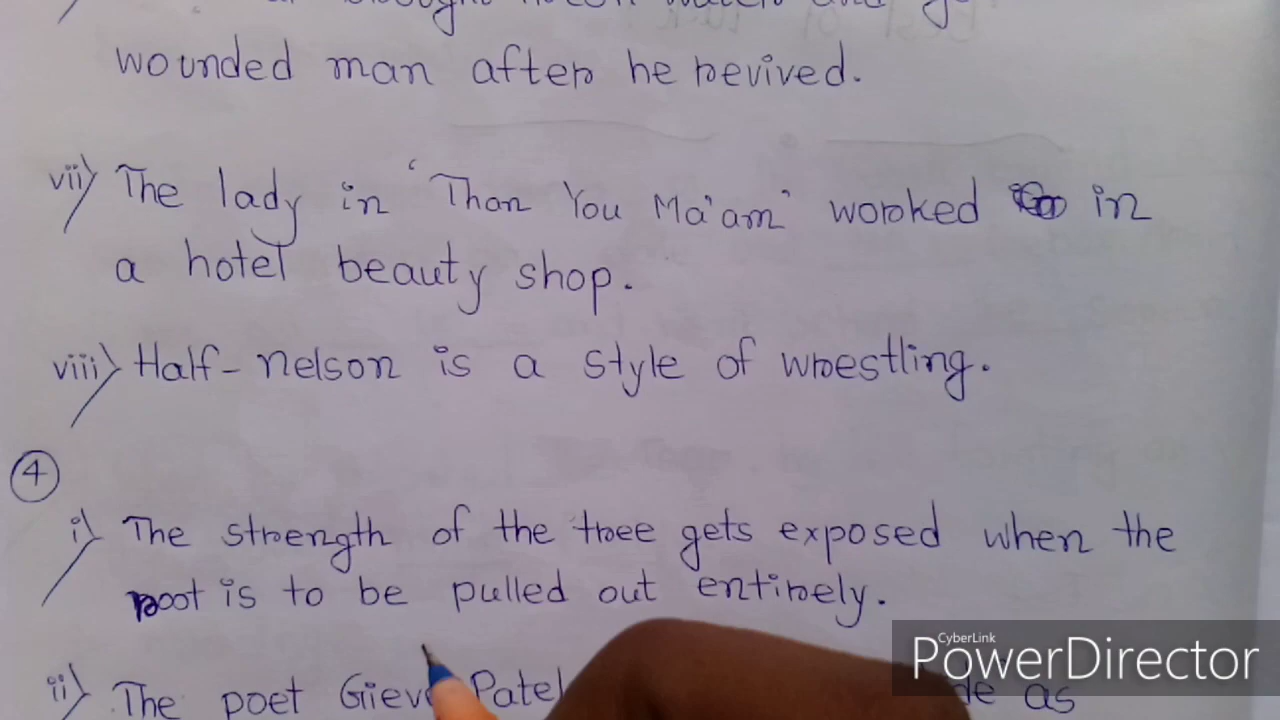 wounded man after he revived.
vii) The lady in 'Than You Ma'am' worked in
a hotel beauty shop.
viii) Half-nelson is a style of wrestling.
4
i) The strength of the tree gets exposed when the
root is to be pulled out entirely.
ii) The poet Gieve Patel as
CyberLink
PowerDirector